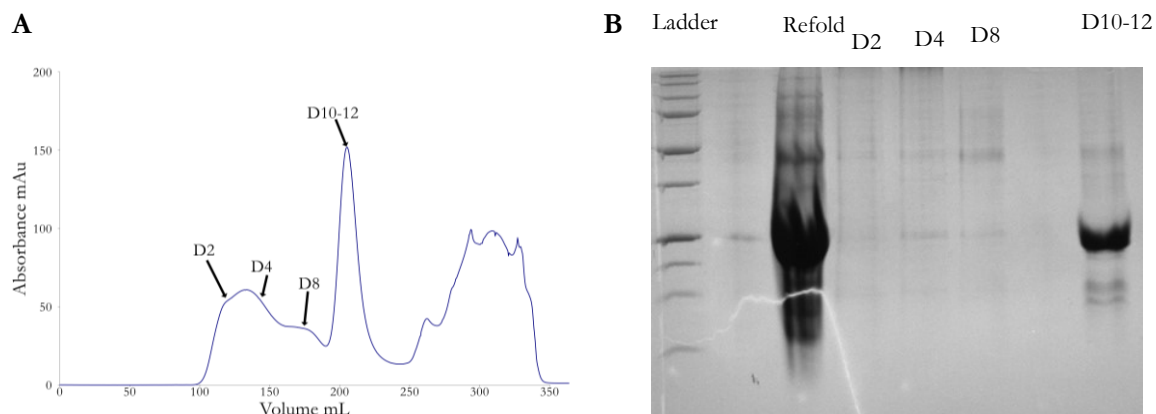 A
200
150
100
50
0
0 50 100 150 200 250 300 350
Absorbance mAu
Volume mL
D2
D4
D8
D10-12
B
Ladder Refold D2 D4 D8 D10-12